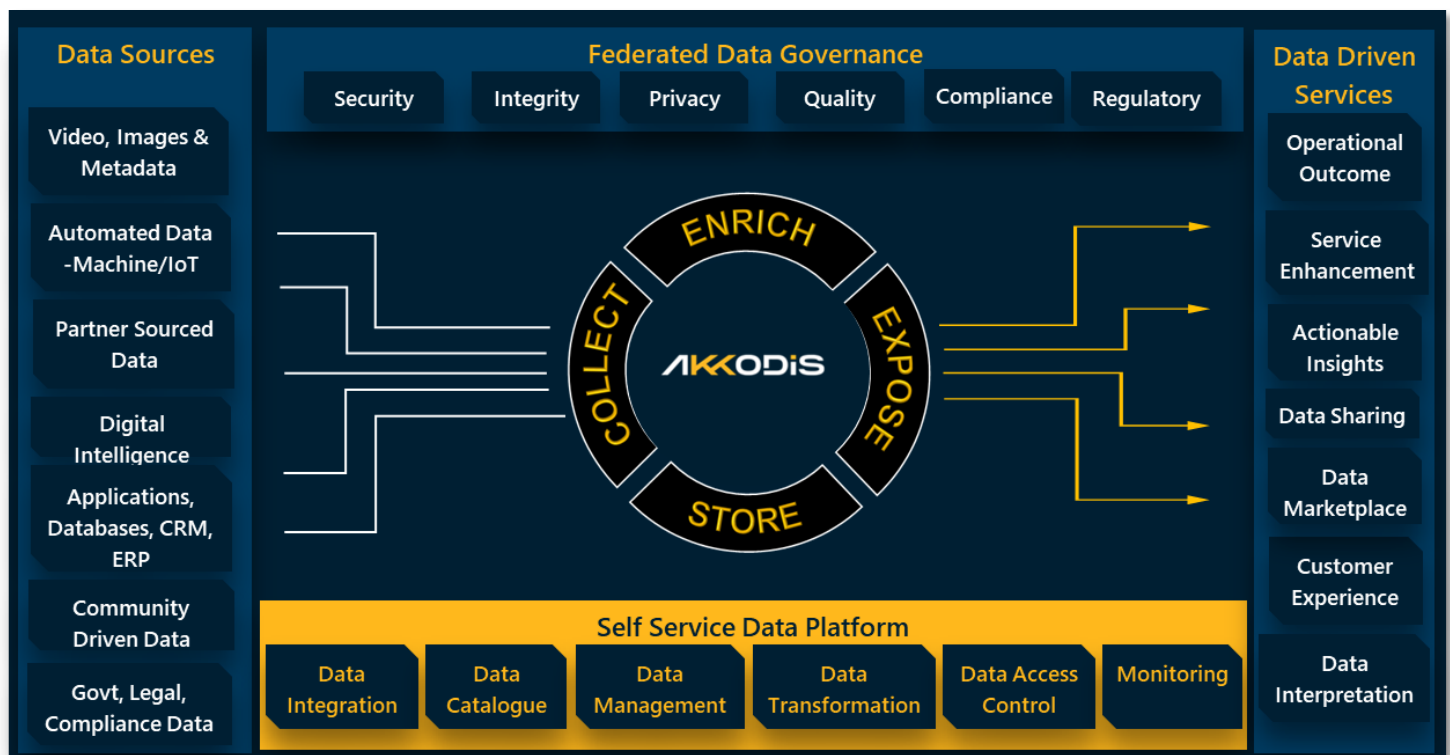 Data Sources
Video, Images &
Metadata
Automated Data
-Machine/IoT
Partner Sourced
Data
Digital
Intelligence
Applications,
Databases, CRM,
ERP
Community
Driven Data
Govt, Legal,
Compliance Data
Federated Data Governance
Security
Integrity
Privacy
Quality
Compliance
Regulatory
COLLECT
ENRICH
EXPOSE
STORE
AKKODiS
Self Service Data Platform
Data
Integration
Data
Catalogue
Data
Management
Data
Transformation
Data Access
Control
Monitoring
Data Driven
Services
Operational
Outcome
Service
Enhancement
Actionable
Insights
Data Sharing
Data
Marketplace
Customer
Experience
Data
Interpretation